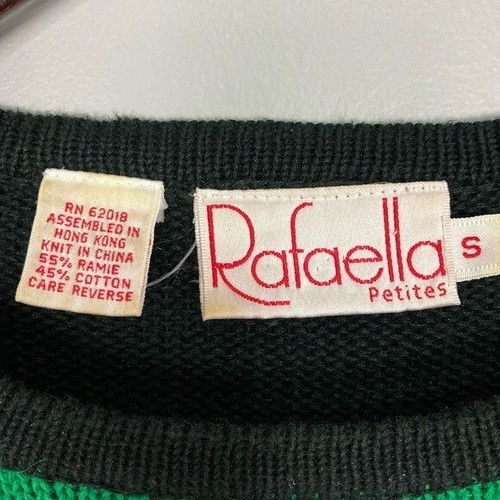 RN 62018
ASSEMBLED IN
HONG KONG
KNIT IN CHINA
55% RAMIE
45% COTTON
CARE REVERSE
Rafaella
Petites
S